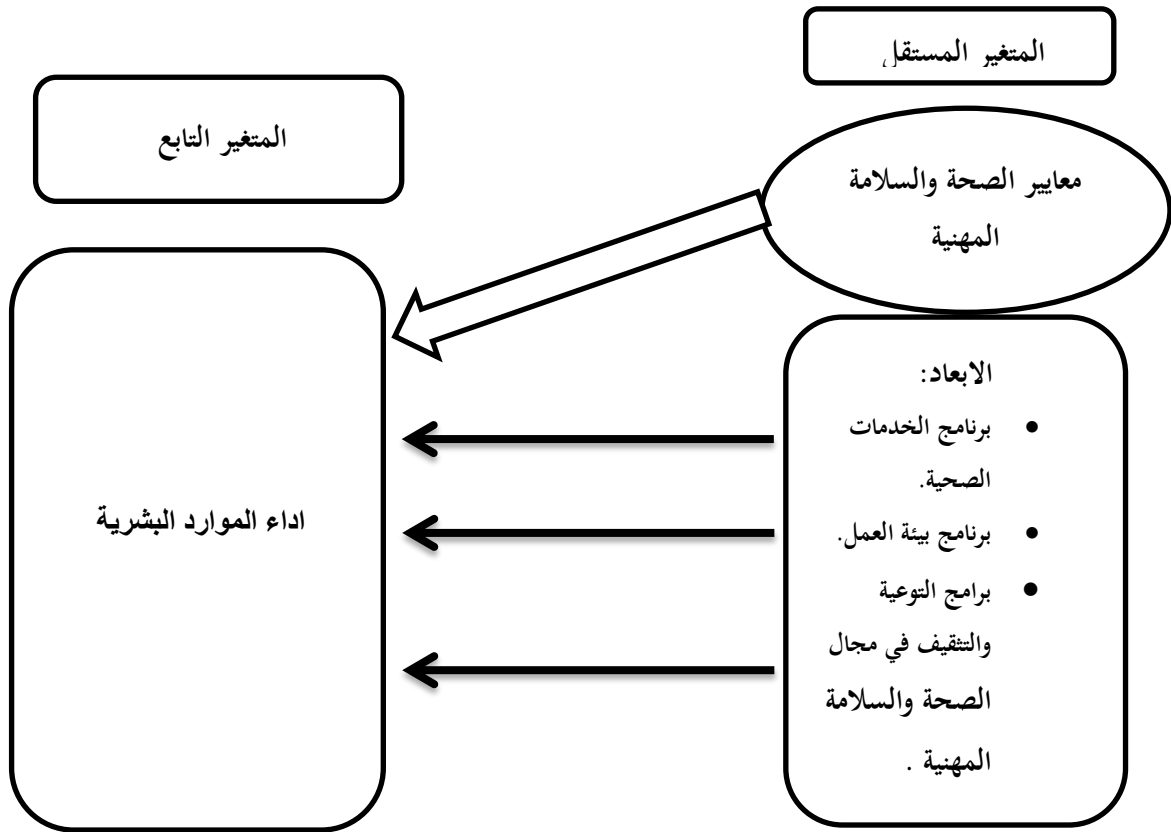 المتغير المستقل
المتغير التابع
معايير الصحة والسلامة
المهنية
الابعاد:
• برنامج الخدمات
الصحية.
• برنامج بيئة العمل.
• برامج التوعية
والتثقيف في مجال
الصحة والسلامة
المهنية .
اداء الموارد البشرية